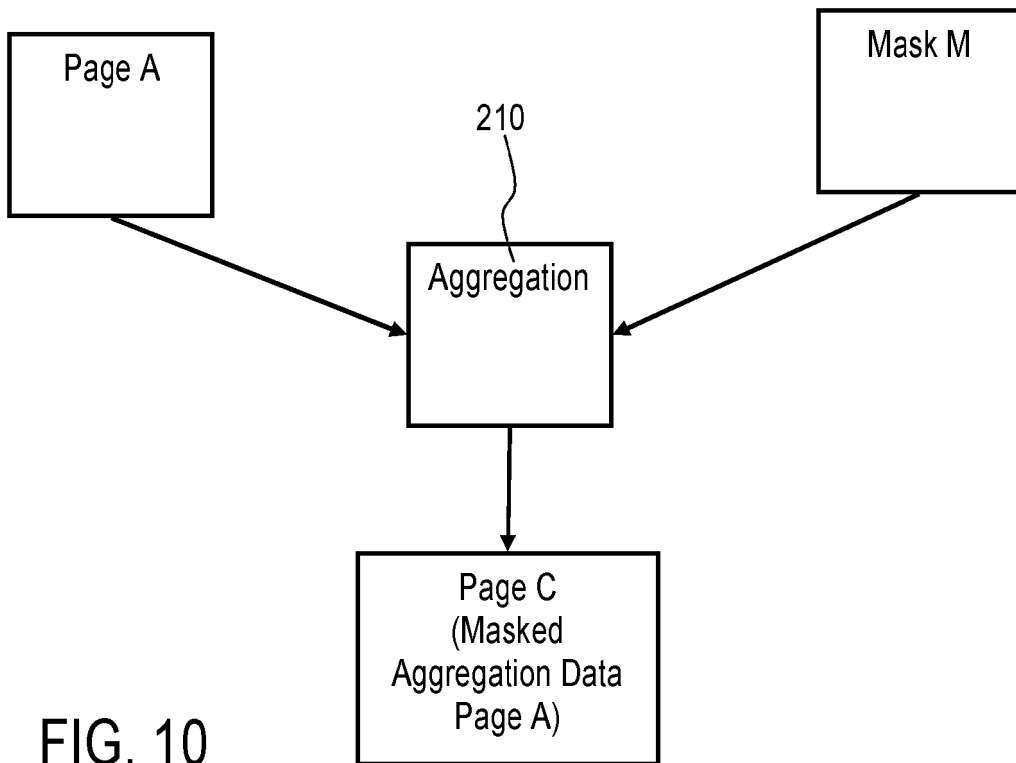 Page A
Mask M
210
Aggregation
Page C
(Masked
Aggregation Data
Page A)
FIG. 10